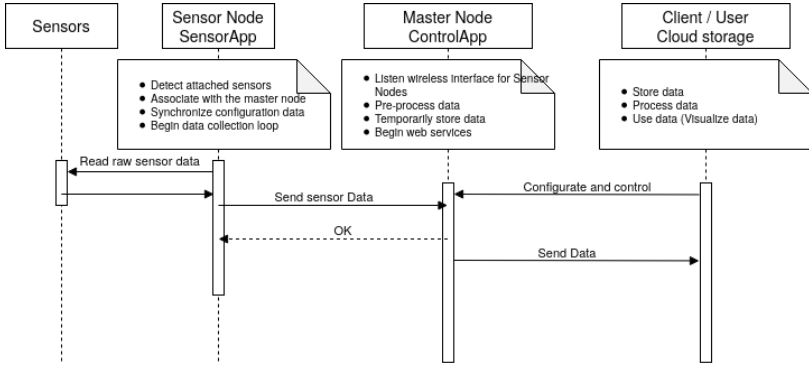 Sensors
Sensor Node
SensorApp
Master Node
ControlApp
Client / User
Cloud storage
● Detect attached sensors
● Associate with the master node
● Synchronize configuration data
● Begin data collection loop
● Listen wireless interface for Sensor
Nodes
● Pre-process data
● Temporarily store data
● Begin web services
● Store data
● Process data
● Use data (Visualize data)
Read raw sensor data
Configurate and control
Send sensor Data
OK
Send Data